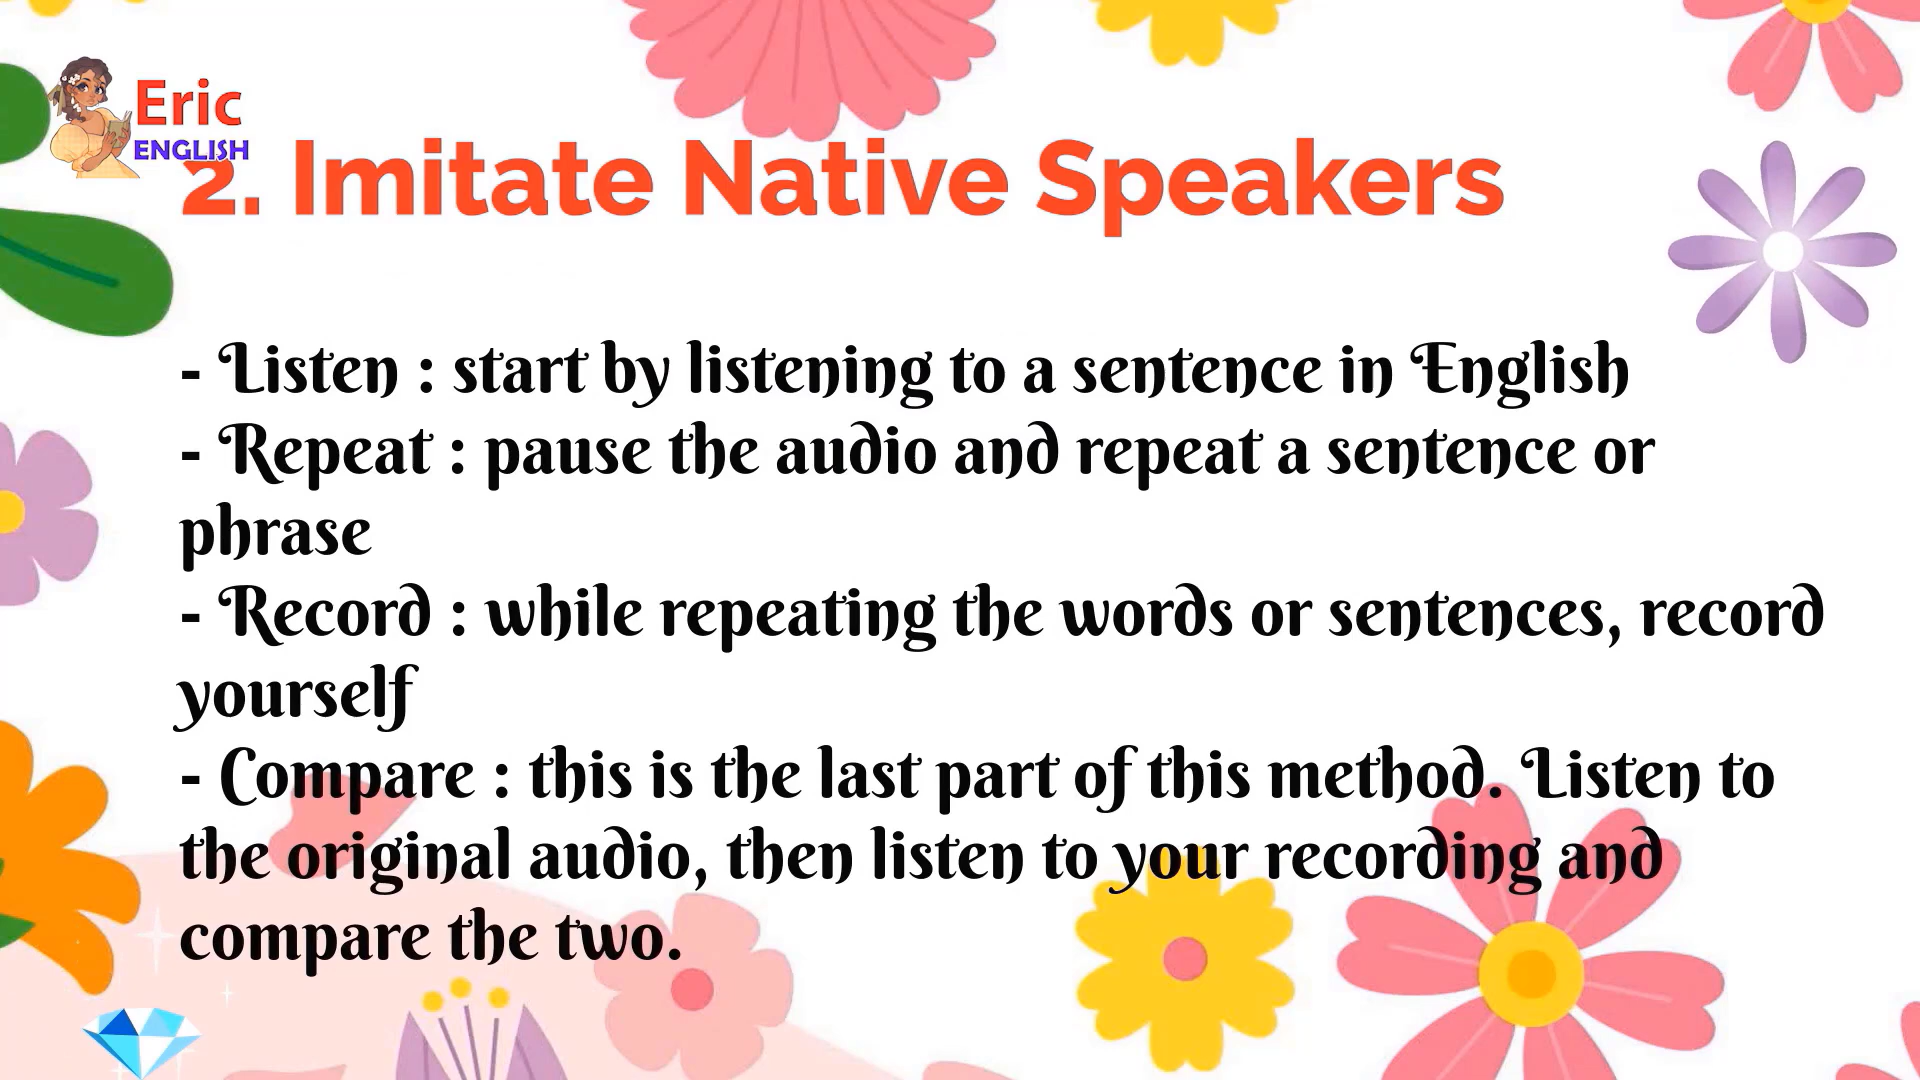 Eric
ENGLISH
2. Imitate Native Speakers
- Listen : start by listening to a sentence in English
- Repeat : pause the audio and repeat a sentence or
phrase
- Record : while repeating the words or sentences, record
yourself
- Compare : this is the last part of this method. Listen to
the original audio, then listen to your recording and
compare the two.